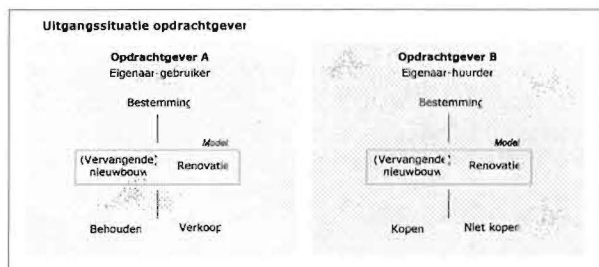 Uitgangssituatie opdrachtgever
Opdrachtgever A
Eigenaar-gebruiker
Bestemming
Model
(Vervangende) nieuwbouw
Renovatie
Behouden
Verkoop
Opdrachtgever B
Eigenaar-huurder
Bestemming
Model
(Vervangende) nieuwbouw
Renovatie
Kopen
Niet kopen